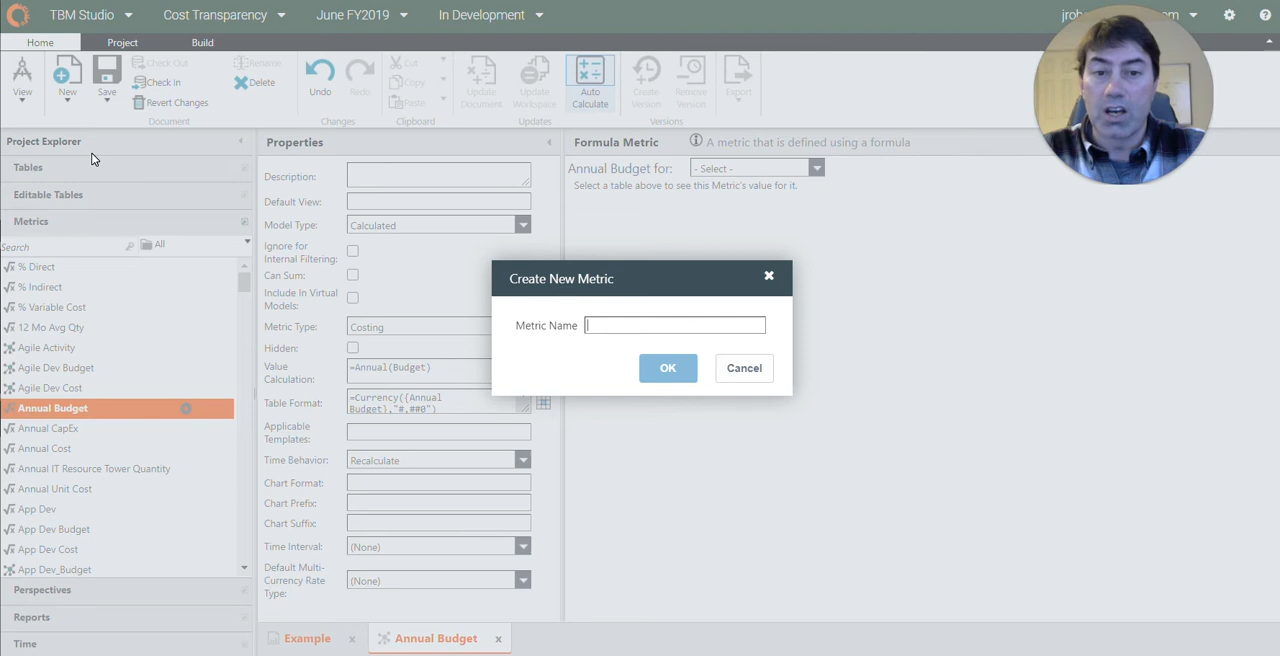 TBM Studio
Cost Transparency
June FY2019
In Development
Home
Project
Build
View
New
Save
Check Out
Check In
Revert Changes
Rename
Delete
Document
Undo
Redo
Changes
Cut
Copy
Paste
Clipboard
Update Document
Update Workspace
Auto Calculate
Updates
Create Version
Remove Version
Versions
Export
Project Explorer
Tables
Editable Tables
Metrics
Search
All
% Direct
% Indirect
% Variable Cost
12 Mo Avg Qty
Agile Activity
Agile Dev Budget
Agile Dev Cost
Annual Budget
Annual CapEx
Annual Cost
Annual IT Resource Tower Quantity
Annual Unit Cost
App Dev
App Dev Budget
App Dev Cost
App Dev_Budget
Perspectives
Reports
Time
Properties
Description:
Default View:
Model Type: Calculated
Ignore for Internal Filtering:
Can Sum:
Include In Virtual Models:
Metric Type: Costing
Hidden:
Value Calculation: =Annual(Budget)
Table Format: =Currency({Annual Budget},"#,##0")
Applicable Templates:
Time Behavior: Recalculate
Chart Format:
Chart Prefix:
Chart Suffix:
Time Interval: (None)
Default Multi-Currency Rate Type: (None)
Formula Metric
A metric that is defined using a formula
Annual Budget for: - Select -
Select a table above to see this Metric's value for it.
Create New Metric
Metric Name
OK
Cancel
Example
Annual Budget